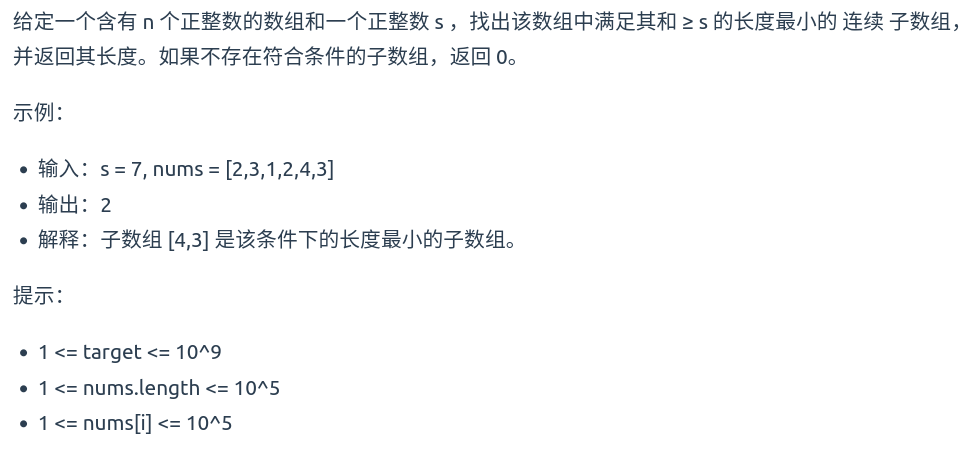 给定一个含有 n 个正整数的数组和一个正整数 s ，找出该数组中满足其和 ≥ s 的长度最小的 连续 子数组，
并返回其长度。如果不存在符合条件的子数组，返回 0。
示例：
• 输入：s = 7, nums = [2,3,1,2,4,3]
• 输出：2
• 解释：子数组 [4,3] 是该条件下的长度最小的子数组。
提示：
• 1 <= target <= 10^9
• 1 <= nums.length <= 10^5
• 1 <= nums[i] <= 10^5